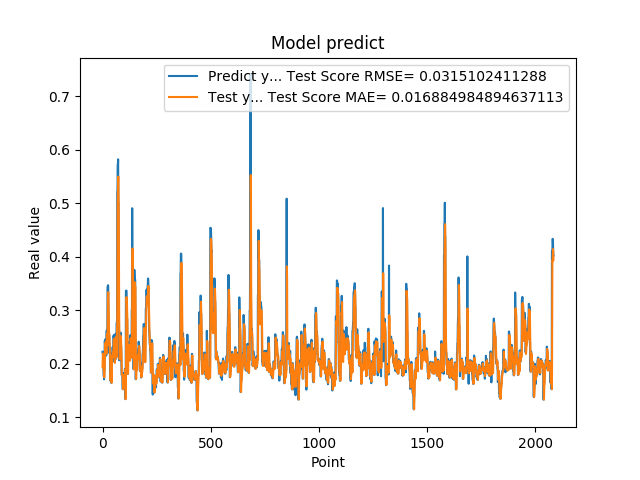 Model predict
Predict y... Test Score RMSE= 0.0315102411288
Test y... Test Score MAE= 0.016884984894637113
0.7
0.6
0.5
0.4
0.3
0.2
0.1
Real value
0 500 1000 1500 2000
Point